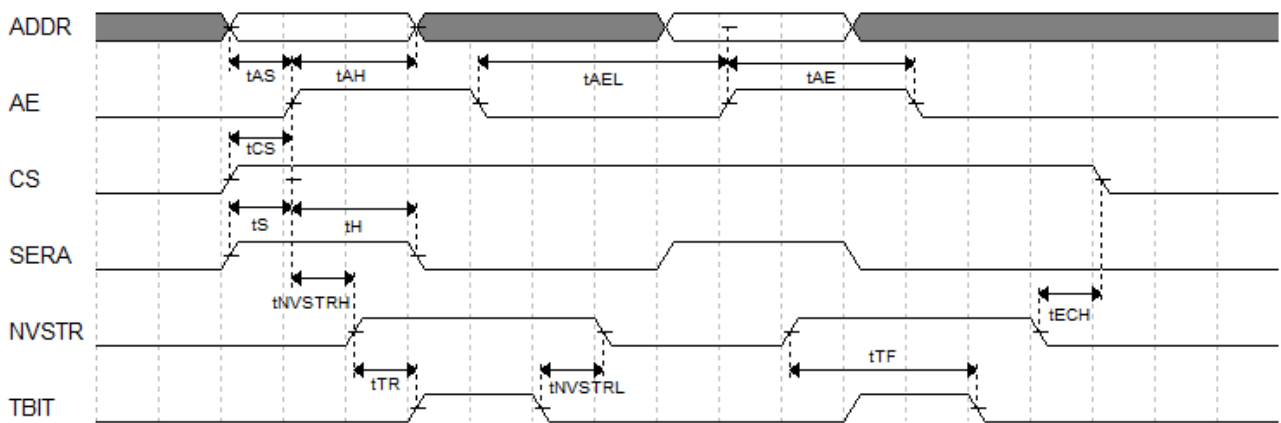 ADDR
tAS tAH tAEL tAE
AE
tCS
CS
tS tH
SERA
tNVSTRH tECH
NVSTR
tTR tNVSTRL tTF
TBIT